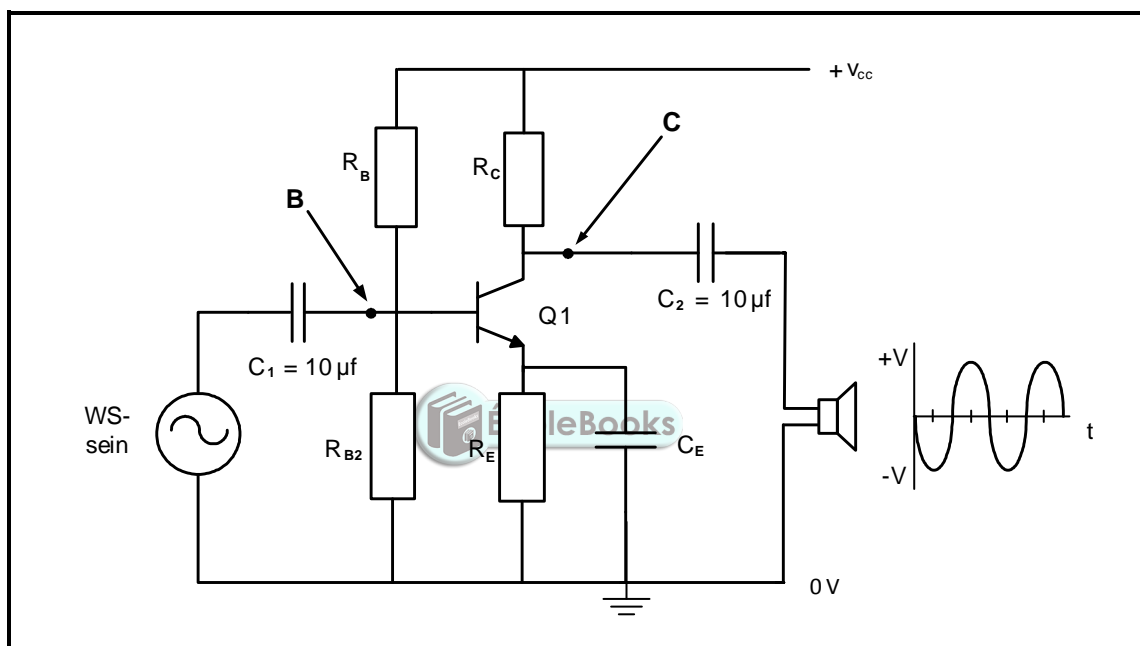 + Vcc
C
RB
RC
B
Q1
C2 = 10 µf
C1 = 10 µf
+V
WS-
sein
RB2
RE
CE
t
-V
0 V